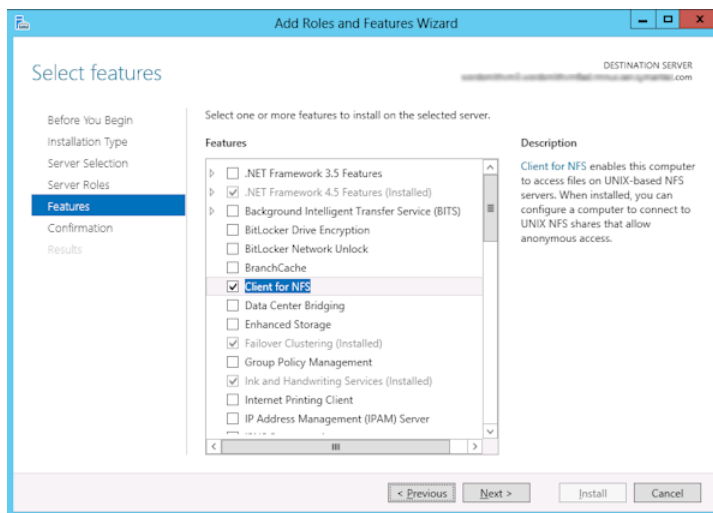 Add Roles and Features Wizard
Select features
DESTINATION SERVER
.com
Before You Begin
Installation Type
Server Selection
Server Roles
Features
Confirmation
Results
Select one or more features to install on the selected server.
Features
.NET Framework 3.5 Features
.NET Framework 4.5 Features (Installed)
Background Intelligent Transfer Service (BITS)
BitLocker Drive Encryption
BitLocker Network Unlock
BranchCache
Client for NFS
Data Center Bridging
Enhanced Storage
Failover Clustering (Installed)
Group Policy Management
Ink and Handwriting Services (Installed)
Internet Printing Client
IP Address Management (IPAM) Server
Description
Client for NFS enables this computer
to access files on UNIX-based NFS
servers. When installed, you can
configure a computer to connect to
UNIX NFS shares that allow
anonymous access.
< Previous
Next >
Install
Cancel